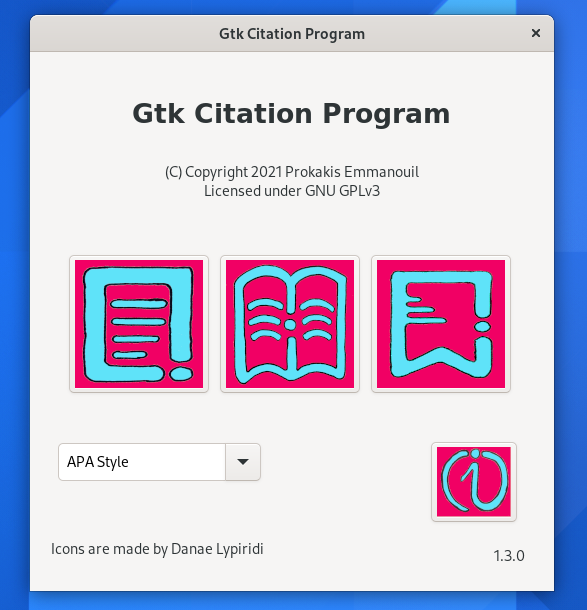 Gtk Citation Program
Gtk Citation Program
(C) Copyright 2021 Prokakis Emmanouil
Licensed under GNU GPLv3
APA Style
Icons are made by Danae Lypiridi
1.3.0